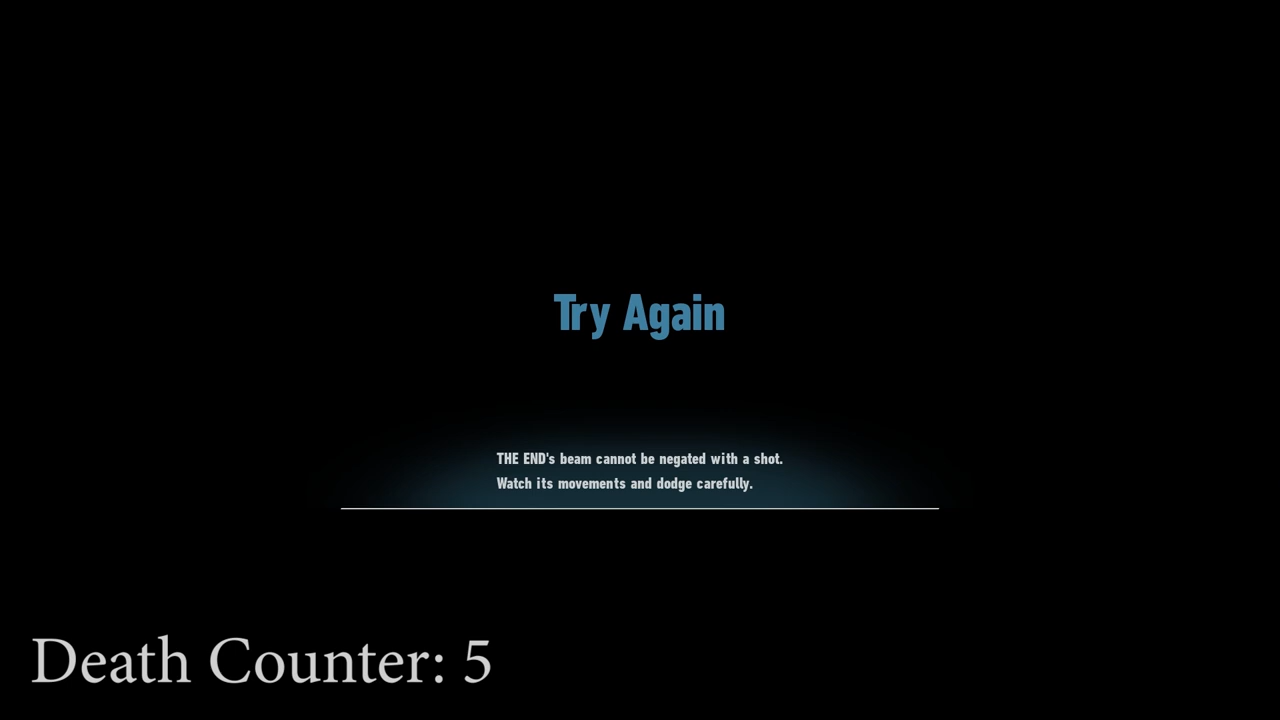 Try Again
THE END's beam cannot be negated with a shot.
Watch its movements and dodge carefully.
Death Counter: 5